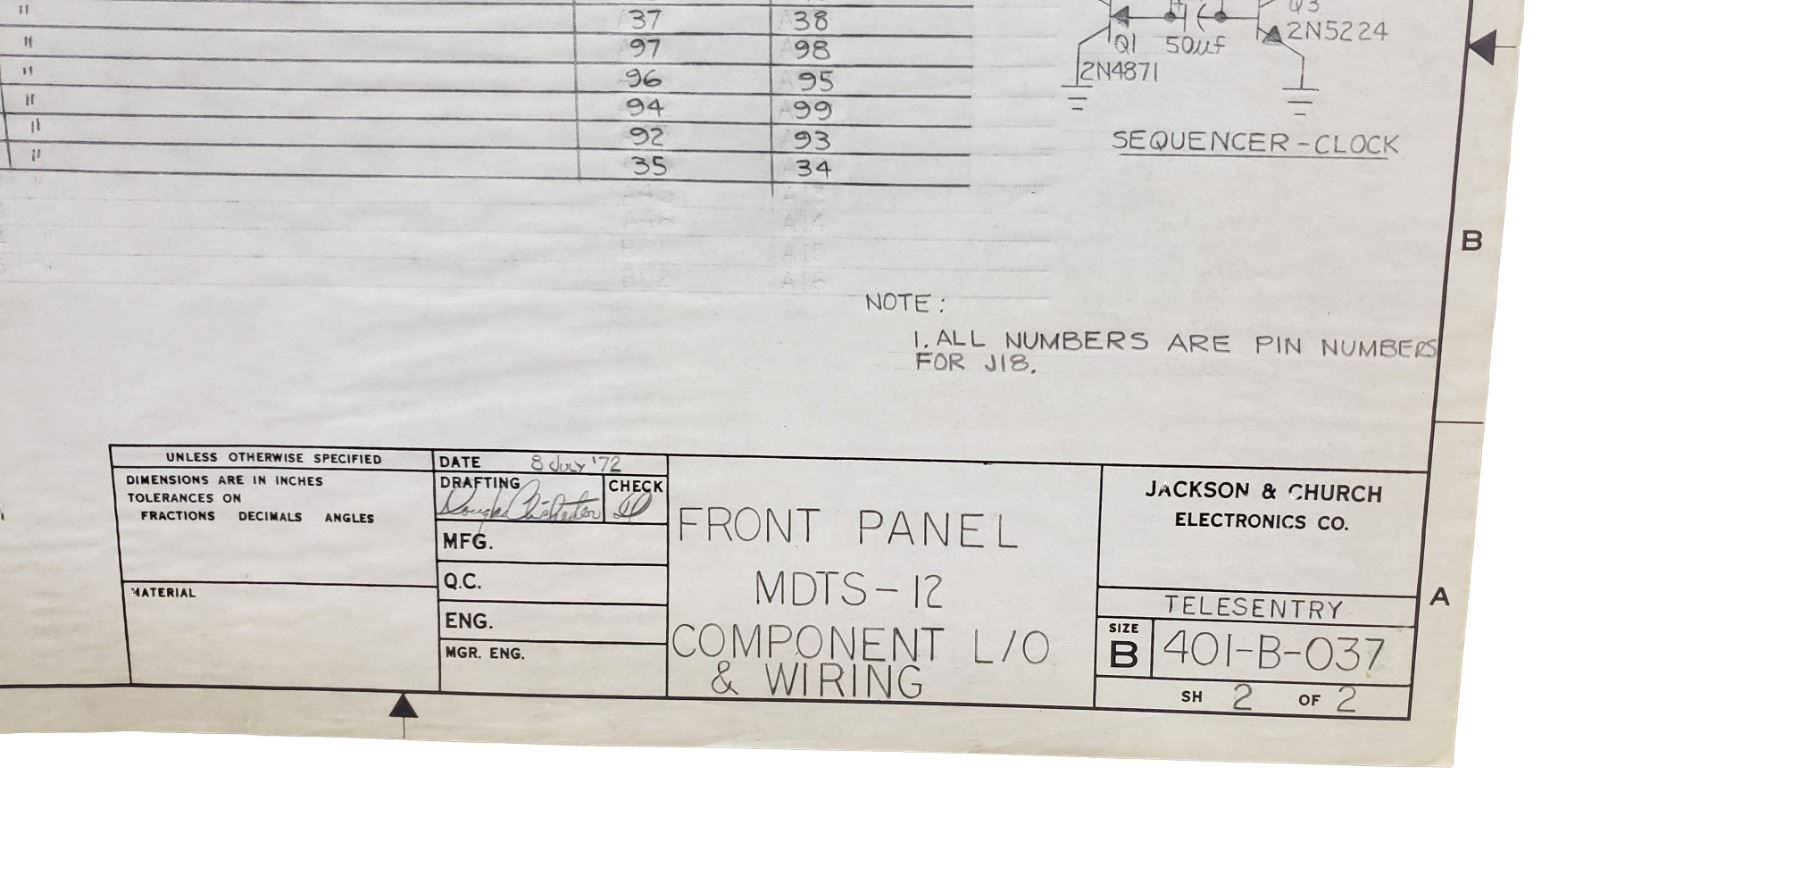 " 37 38
" 97 98
" 96 95
" 94 99
" 92 93
" 35 34
Q1 50uf Q3
2N5224
2N4871
SEQUENCER-CLOCK
B
A16
NOTE:
1. ALL NUMBERS ARE PIN NUMBERS
FOR J18.
UNLESS OTHERWISE SPECIFIED
DIMENSIONS ARE IN INCHES
TOLERANCES ON
FRACTIONS DECIMALS ANGLES
MATERIAL
DATE 8 July '72
DRAFTING CHECK
MFG.
Q.C.
ENG.
MGR. ENG.
FRONT PANEL
MDTS-12
COMPONENT L/O
& WIRING
JACKSON & CHURCH
ELECTRONICS CO.
TELESENTRY
SIZE
B 401-B-037
SH 2 OF 2
A